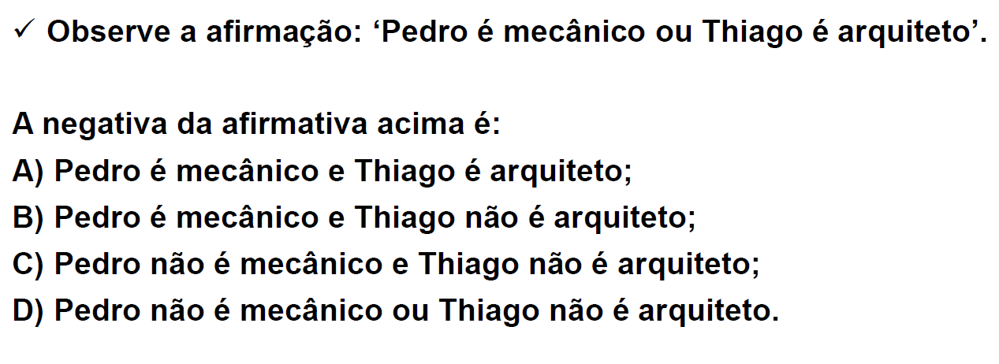 ✓ Observe a afirmação: ‘Pedro é mecânico ou Thiago é arquiteto’.
A negativa da afirmativa acima é:
A) Pedro é mecânico e Thiago é arquiteto;
B) Pedro é mecânico e Thiago não é arquiteto;
C) Pedro não é mecânico e Thiago não é arquiteto;
D) Pedro não é mecânico ou Thiago não é arquiteto.